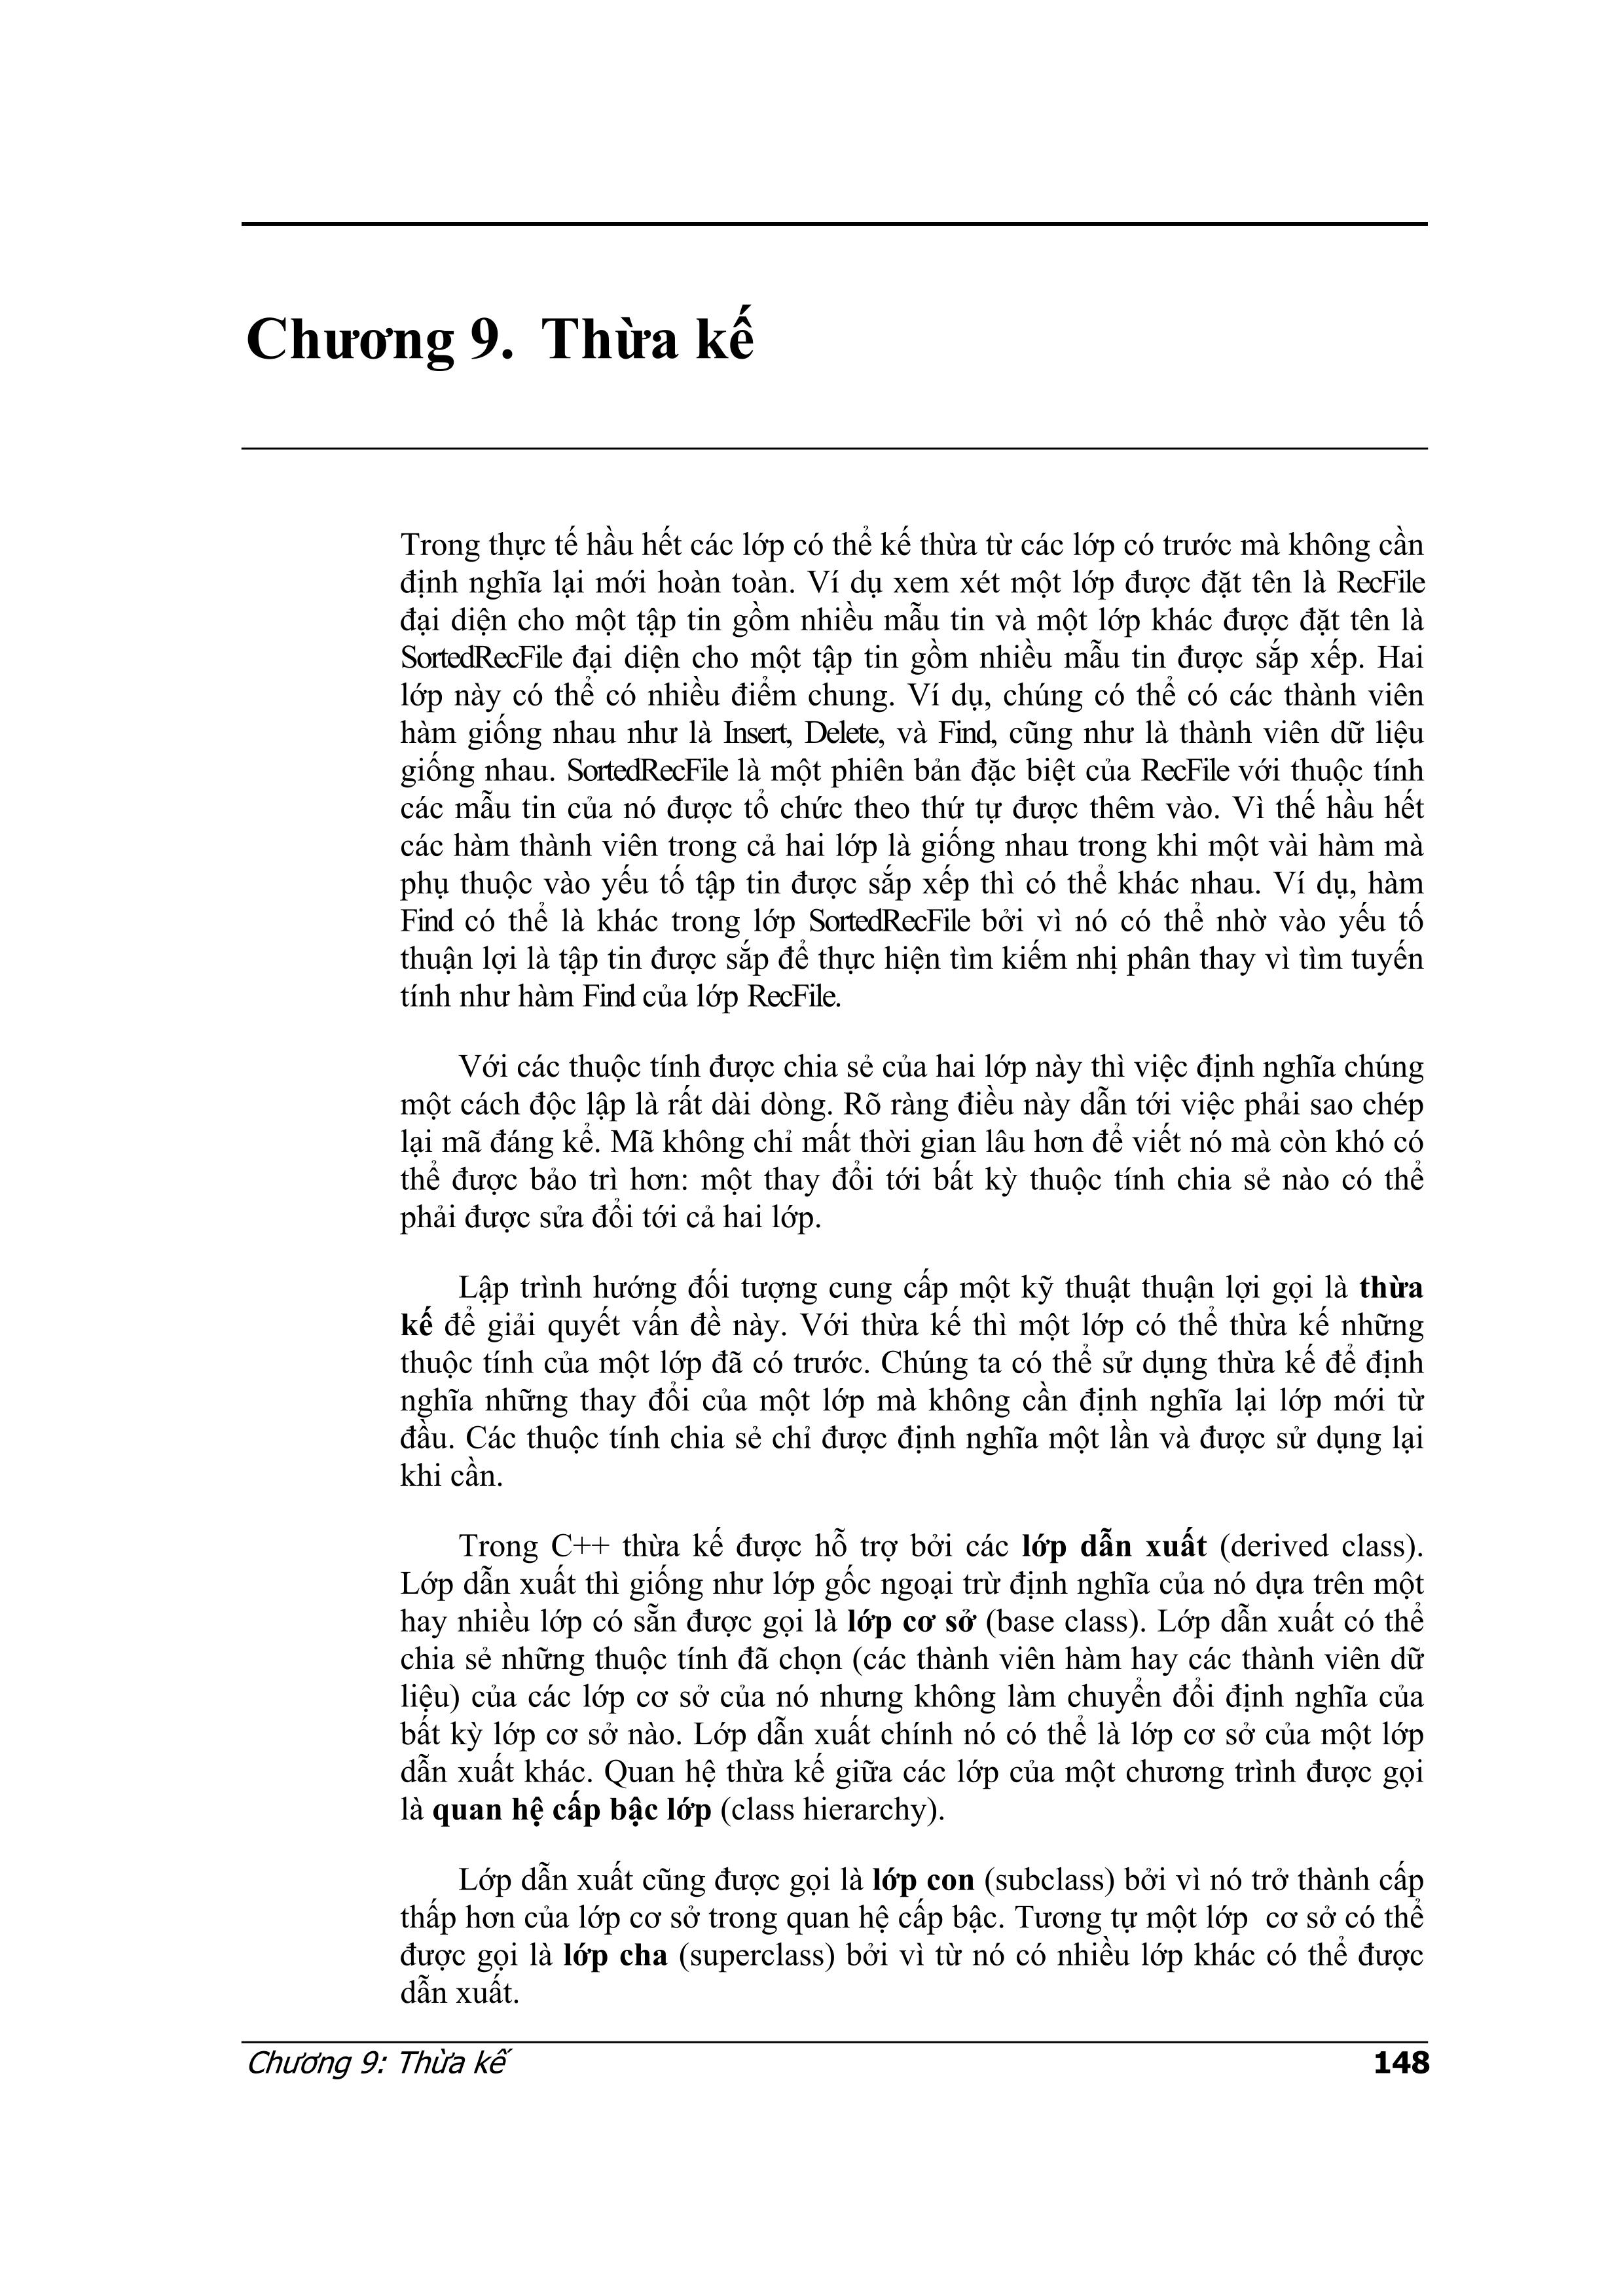 Chương 9. Thừa kế
Trong thực tế hầu hết các lớp có thể kế thừa từ các lớp có trước mà không cần
định nghĩa lại mới hoàn toàn. Ví dụ xem xét một lớp được đặt tên là RecFile
đại diện cho một tập tin gồm nhiều mẫu tin và một lớp khác được đặt tên là
SortedRecFile đại diện cho một tập tin gồm nhiều mẫu tin được sắp xếp. Hai
lớp này có thể có nhiều điểm chung. Ví dụ, chúng có thể có các thành viên
hàm giống nhau như là Insert, Delete, và Find, cũng như là thành viên dữ liệu
giống nhau. SortedRecFile là một phiên bản đặc biệt của RecFile với thuộc tính
các mẫu tin của nó được tổ chức theo thứ tự được thêm vào. Vì thế hầu hết
các hàm thành viên trong cả hai lớp là giống nhau trong khi một vài hàm mà
phụ thuộc vào yếu tố tập tin được sắp xếp thì có thể khác nhau. Ví dụ, hàm
Find có thể là khác trong lớp SortedRecFile bởi vì nó có thể nhờ vào yếu tố
thuận lợi là tập tin được sắp để thực hiện tìm kiếm nhị phân thay vì tìm tuyến
tính như hàm Find của lớp RecFile.
Với các thuộc tính được chia sẻ của hai lớp này thì việc định nghĩa chúng
một cách độc lập là rất dài dòng. Rõ ràng điều này dẫn tới việc phải sao chép
lại mã đáng kể. Mã không chỉ mất thời gian lâu hơn để viết nó mà còn khó có
thể được bảo trì hơn: một thay đổi tới bất kỳ thuộc tính chia sẻ nào có thể
phải được sửa đổi tới cả hai lớp.
Lập trình hướng đối tượng cung cấp một kỹ thuật thuận lợi gọi là thừa
kế để giải quyết vấn đề này. Với thừa kế thì một lớp có thể thừa kế những
thuộc tính của một lớp đã có trước. Chúng ta có thể sử dụng thừa kế để định
nghĩa những thay đổi của một lớp mà không cần định nghĩa lại lớp mới từ
đầu. Các thuộc tính chia sẻ chỉ được định nghĩa một lần và được sử dụng lại
khi cần.
Trong C++ thừa kế được hỗ trợ bởi các lớp dẫn xuất (derived class).
Lớp dẫn xuất thì giống như lớp gốc ngoại trừ định nghĩa của nó dựa trên một
hay nhiều lớp có sẵn được gọi là lớp cơ sở (base class). Lớp dẫn xuất có thể
chia sẻ những thuộc tính đã chọn (các thành viên hàm hay các thành viên dữ
liệu) của các lớp cơ sở của nó nhưng không làm chuyển đổi định nghĩa của
bất kỳ lớp cơ sở nào. Lớp dẫn xuất chính nó có thể là lớp cơ sở của một lớp
dẫn xuất khác. Quan hệ thừa kế giữa các lớp của một chương trình được gọi
là quan hệ cấp bậc lớp (class hierarchy).
Lớp dẫn xuất cũng được gọi là lớp con (subclass) bởi vì nó trở thành cấp
thấp hơn của lớp cơ sở trong quan hệ cấp bậc. Tương tự một lớp cơ sở có thể
được gọi là lớp cha (superclass) bởi vì từ nó có nhiều lớp khác có thể được
dẫn xuất.
Chương 9: Thừa kế 148